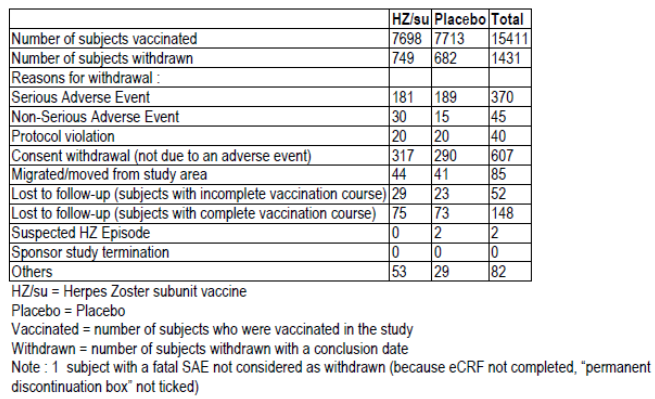 HZ/su Placebo Total
Number of subjects vaccinated 7698 7713 15411
Number of subjects withdrawn 749 682 1431
Reasons for withdrawal :
Serious Adverse Event 181 189 370
Non-Serious Adverse Event 30 15 45
Protocol violation 20 20 40
Consent withdrawal (not due to an adverse event) 317 290 607
Migrated/moved from study area 44 41 85
Lost to follow-up (subjects with incomplete vaccination course) 29 23 52
Lost to follow-up (subjects with complete vaccination course) 75 73 148
Suspected HZ Episode 0 2 2
Sponsor study termination 0 0 0
Others 53 29 82
HZ/su = Herpes Zoster subunit vaccine
Placebo = Placebo
Vaccinated = number of subjects who were vaccinated in the study
Withdrawn = number of subjects withdrawn with a conclusion date
Note : 1 subject with a fatal SAE not considered as withdrawn (because eCRF not completed, “permanent
discontinuation box” not ticked)